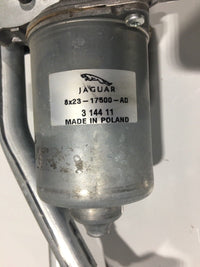 JAGUAR
8x23-17500-AD
3 144 11
MADE IN POLAND